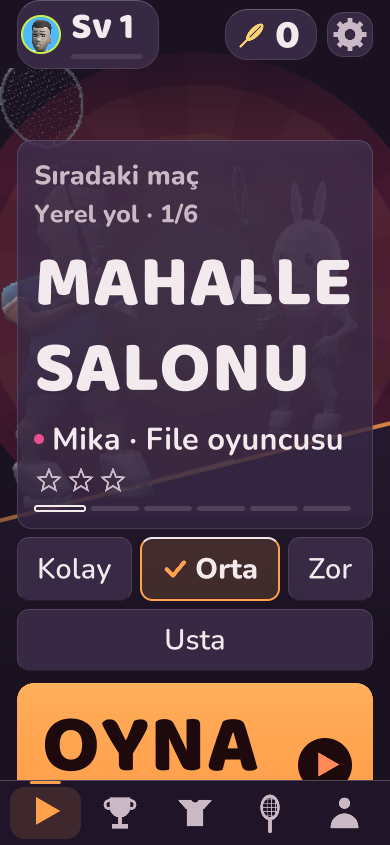 Sv 1
0
Sıradaki maç
Yerel yol · 1/6
MAHALLE
SALONU
Mika · File oyuncusu
Kolay
Orta
Zor
Usta
OYNA